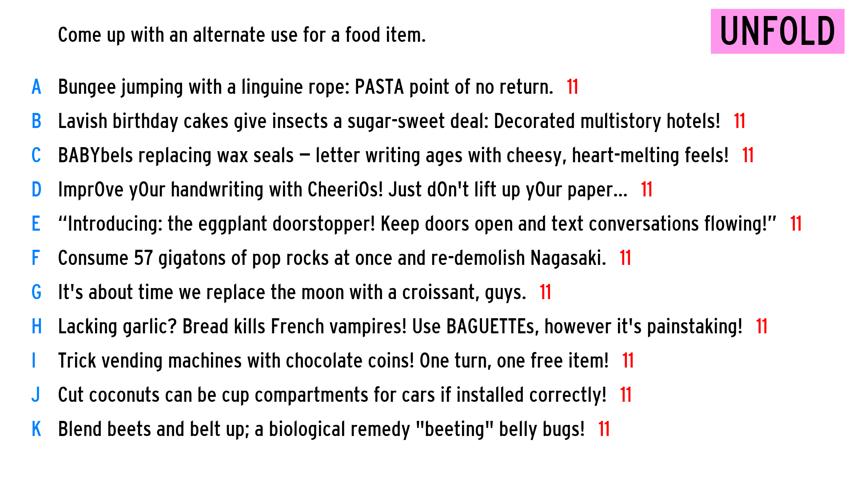 Come up with an alternate use for a food item.
UNFOLD
A Bungee jumping with a linguine rope: PASTA point of no return. 11
B Lavish birthday cakes give insects a sugar-sweet deal: Decorated multistory hotels! 11
C BABYbels replacing wax seals – letter writing ages with cheesy, heart-melting feels! 11
D Impr0ve y0ur handwriting with Cheeri0s! Just d0n't lift up y0ur paper... 11
E “Introducing: the eggplant doorstopper! Keep doors open and text conversations flowing!” 11
F Consume 57 gigatons of pop rocks at once and re-demolish Nagasaki. 11
G It's about time we replace the moon with a croissant, guys. 11
H Lacking garlic? Bread kills French vampires! Use BAGUETTEs, however it's painstaking! 11
I Trick vending machines with chocolate coins! One turn, one free item! 11
J Cut coconuts can be cup compartments for cars if installed correctly! 11
K Blend beets and belt up; a biological remedy "beeting" belly bugs! 11